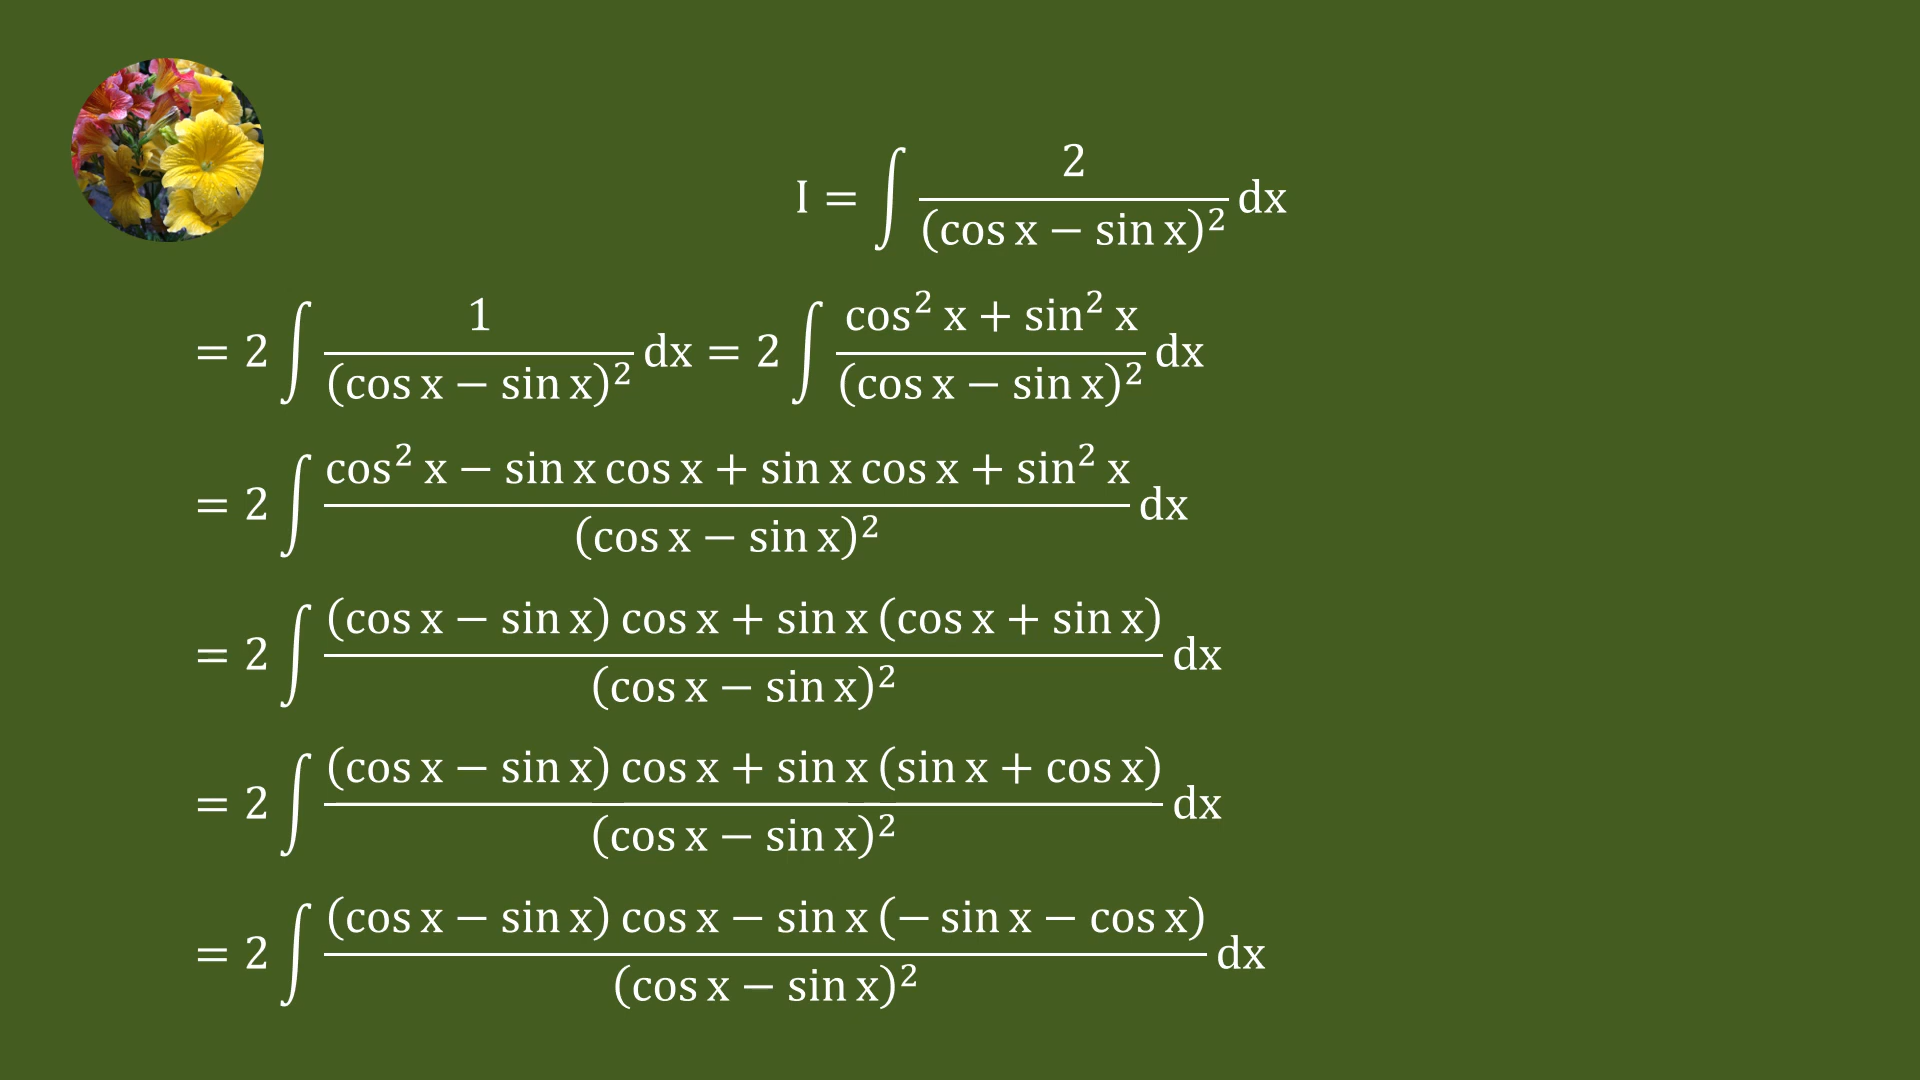 I = ∫ 2/(cos x − sin x)² dx
= 2 ∫ 1/(cos x − sin x)² dx = 2 ∫ (cos² x + sin² x)/(cos x − sin x)² dx
= 2 ∫ (cos² x − sin x cos x + sin x cos x + sin² x)/(cos x − sin x)² dx
= 2 ∫ ((cos x − sin x) cos x + sin x (cos x + sin x))/(cos x − sin x)² dx
= 2 ∫ ((cos x − sin x) cos x + sin x (sin x + cos x))/(cos x − sin x)² dx
= 2 ∫ ((cos x − sin x) cos x − sin x (− sin x − cos x))/(cos x − sin x)² dx